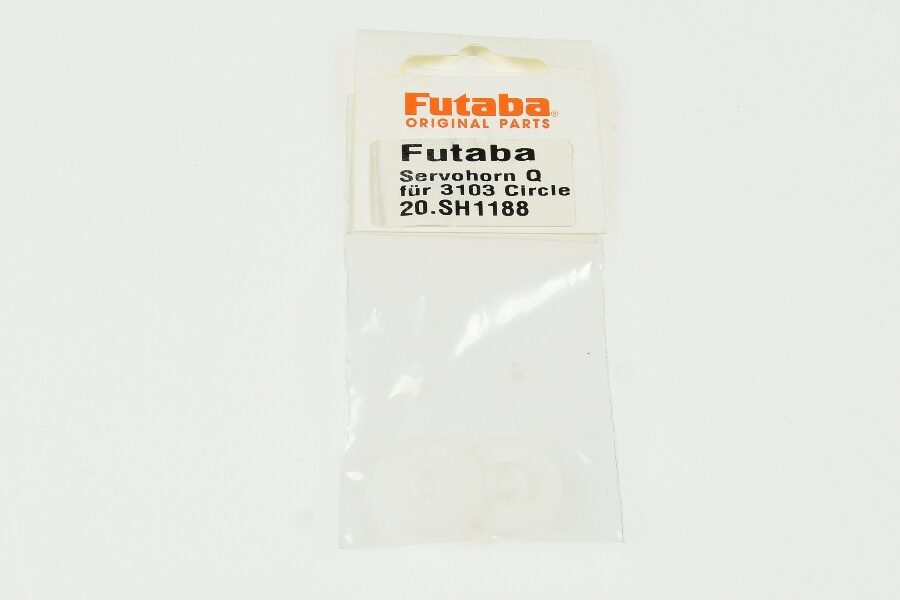 Futaba®
ORIGINAL PARTS
Futaba
Servohorn Q
für 3103 Circle
20.SH1188